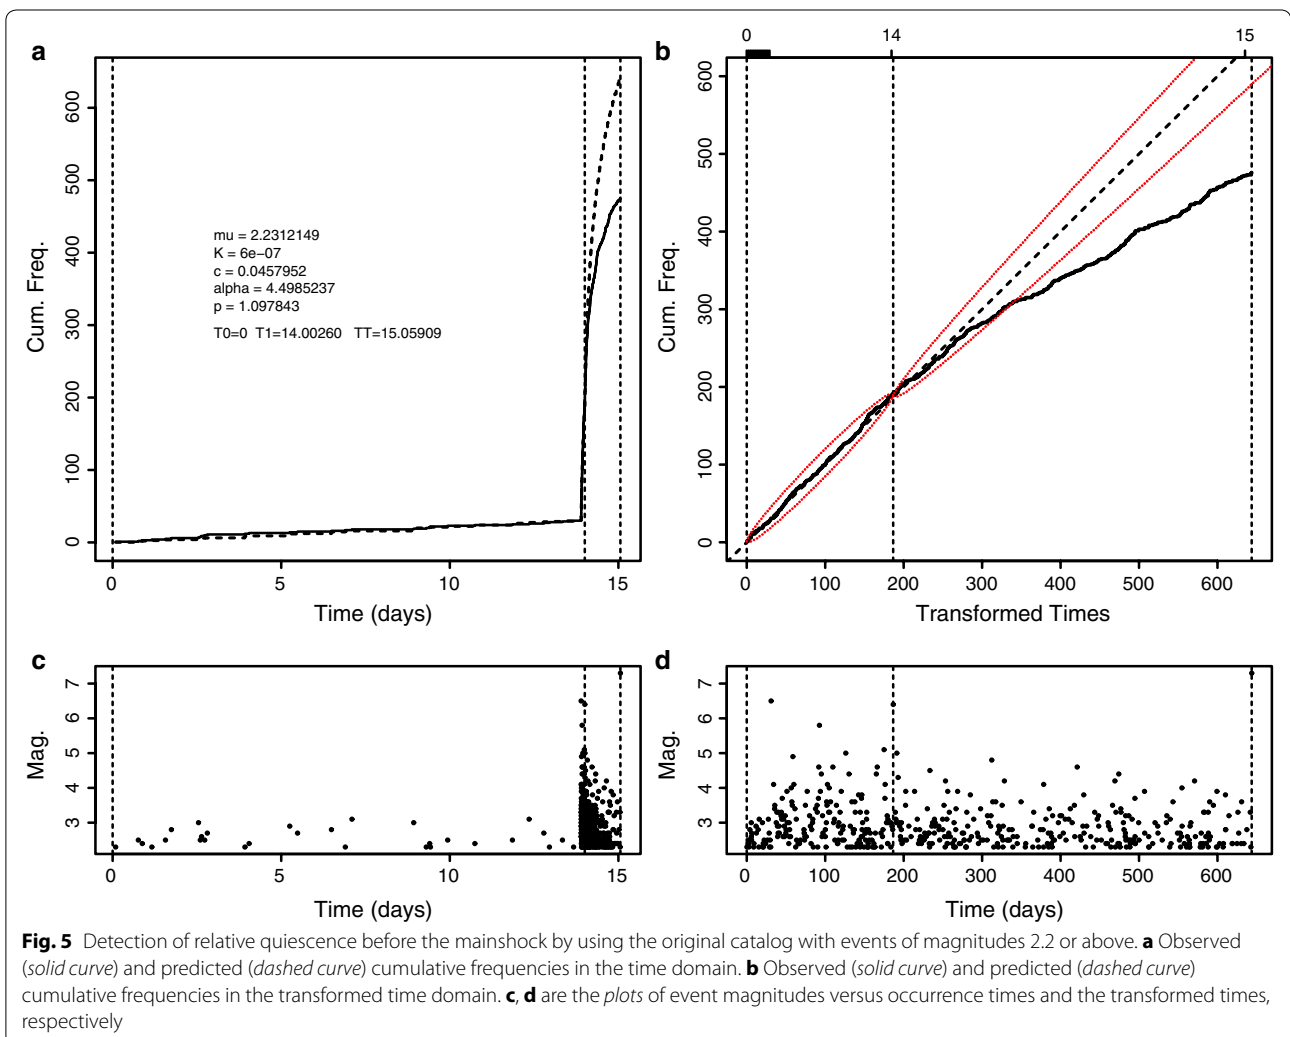 a
Cum. Freq.
600
500
400
300
200
100
0
mu = 2.2312149
K = 6e−07
c = 0.0457952
alpha = 4.4985237
p = 1.097843
T0=0 T1=14.00260 TT=15.05909
0 5 10 15
Time (days)
b
0 14 15
Cum. Freq.
600
500
400
300
200
100
0
0 100 200 300 400 500 600
Transformed Times
c
Mag.
7
6
5
4
3
0 5 10 15
Time (days)
d
Mag.
7
6
5
4
3
0 100 200 300 400 500 600
Time (days)
Fig. 5 Detection of relative quiescence before the mainshock by using the original catalog with events of magnitudes 2.2 or above. a Observed
(solid curve) and predicted (dashed curve) cumulative frequencies in the time domain. b Observed (solid curve) and predicted (dashed curve)
cumulative frequencies in the transformed time domain. c, d are the plots of event magnitudes versus occurrence times and the transformed times,
respectively